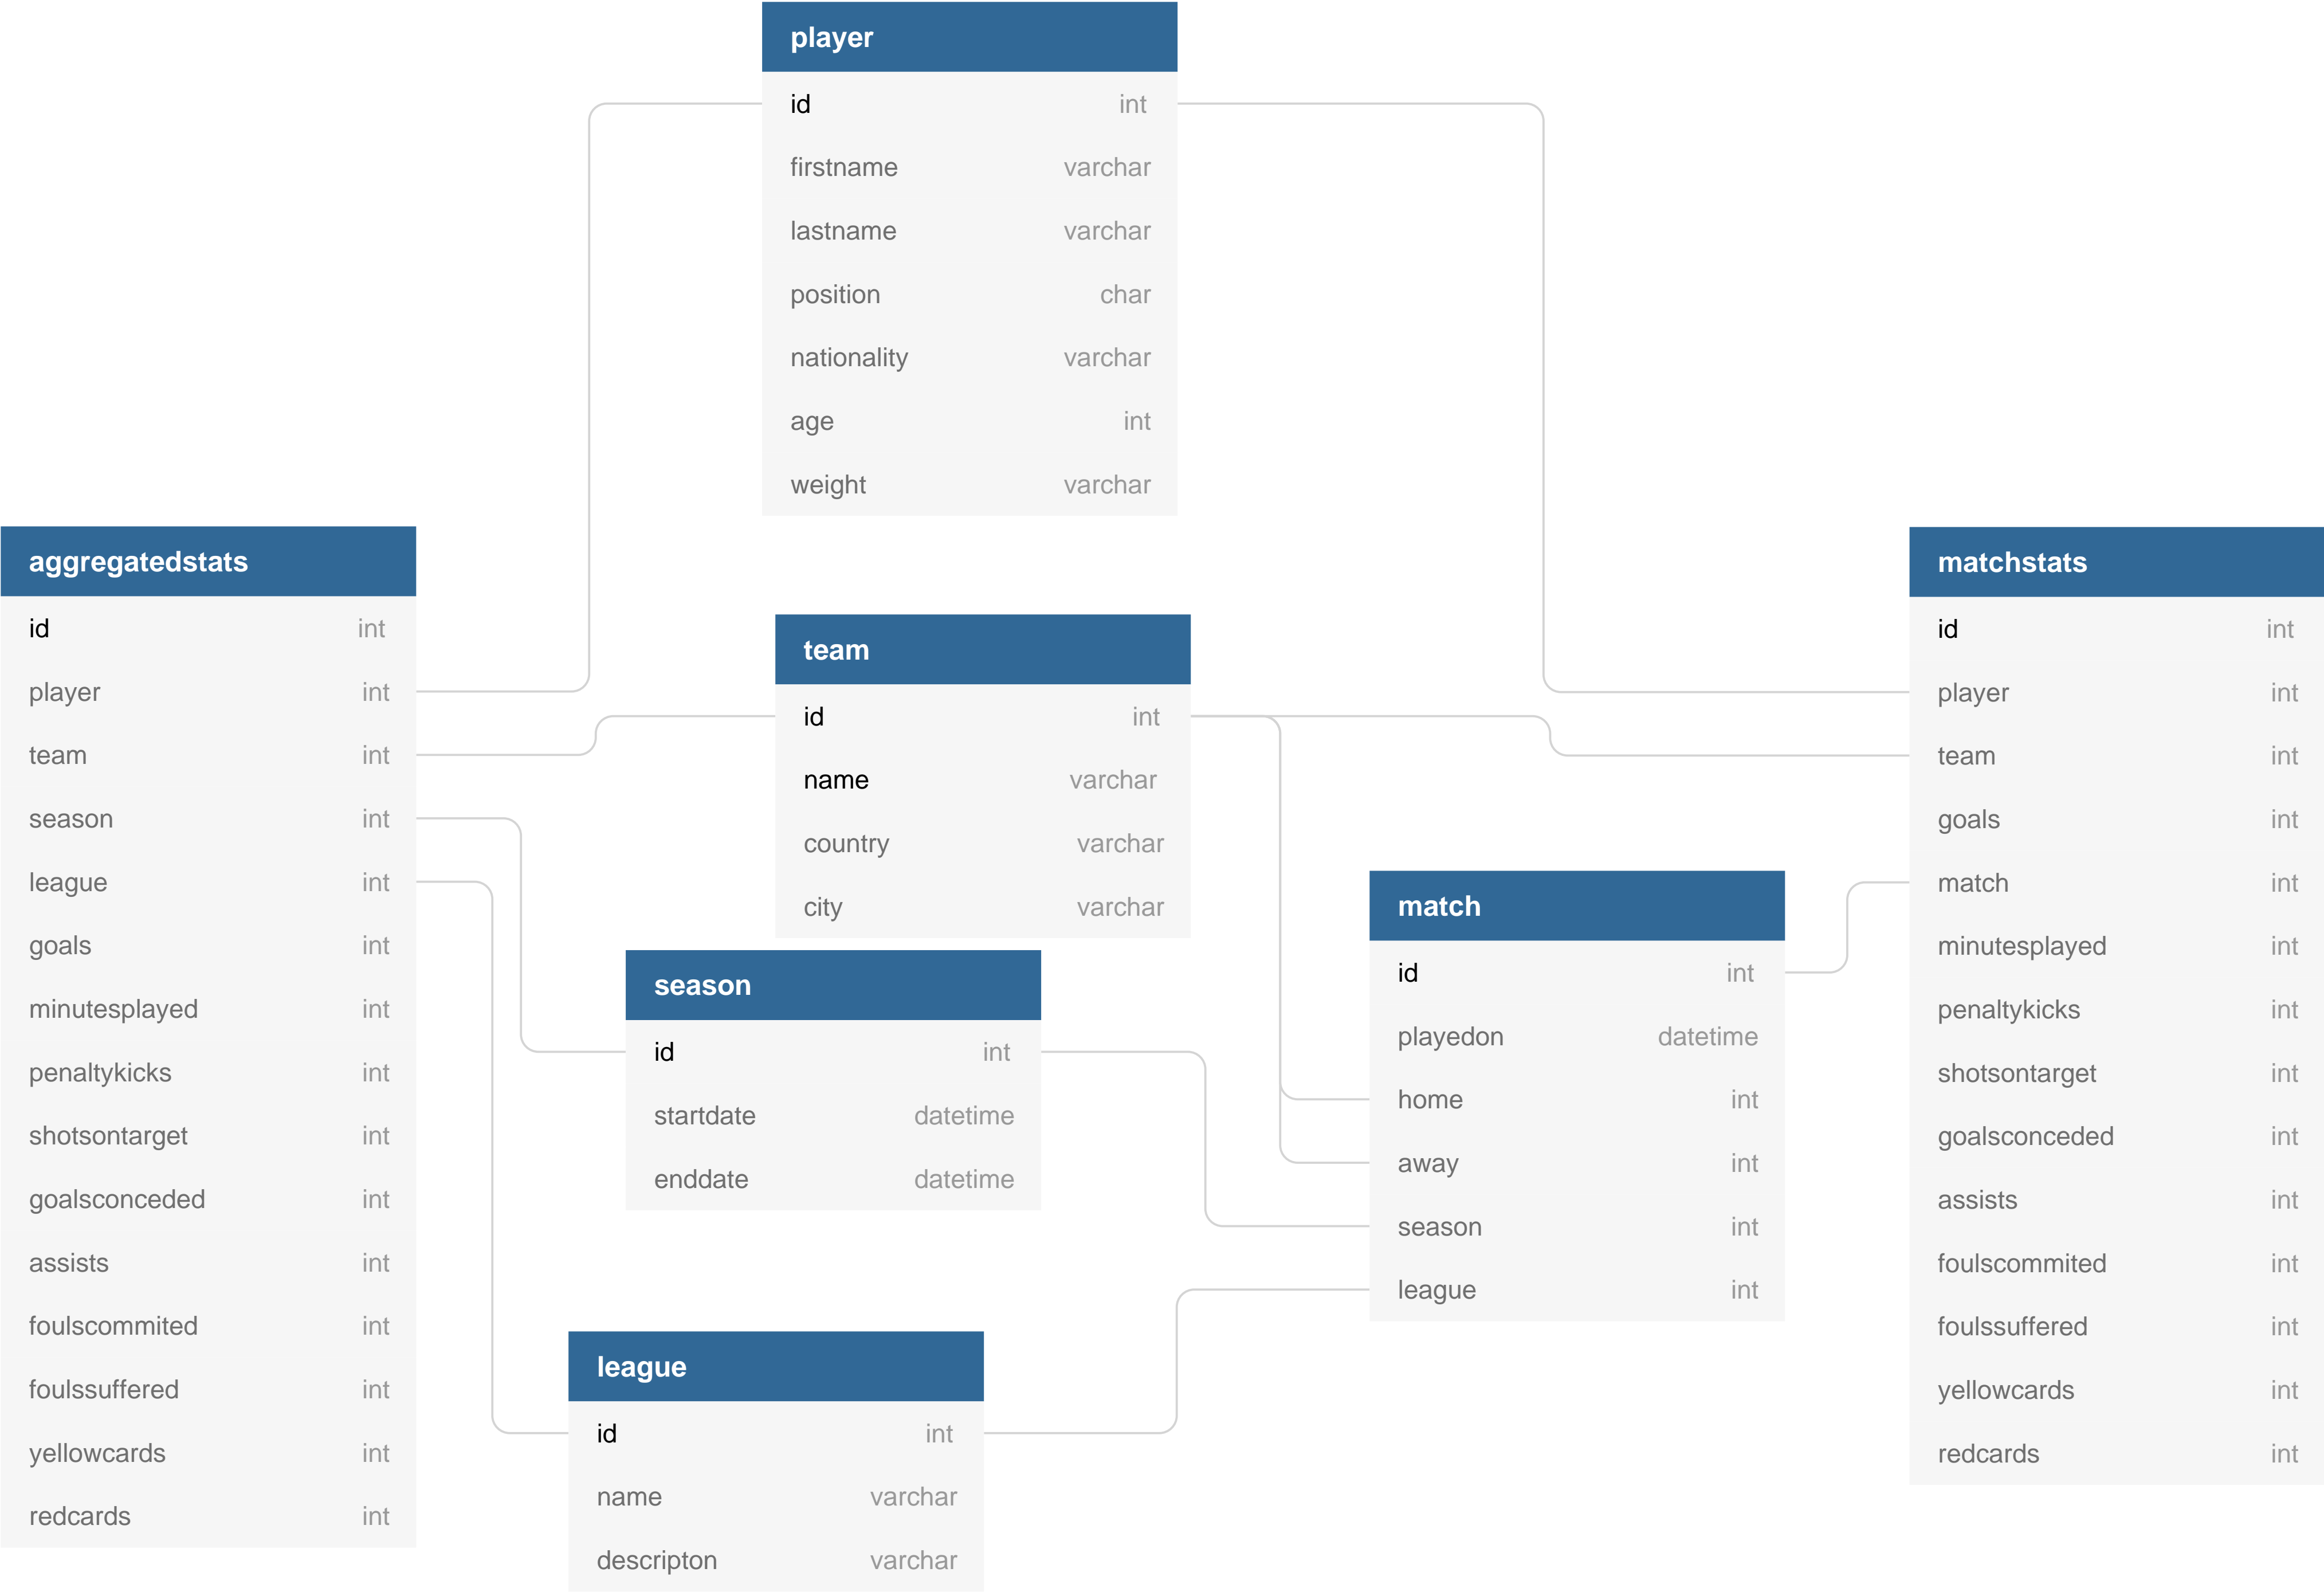 player
id int
firstname varchar
lastname varchar
position char
nationality varchar
age int
weight varchar
aggregatedstats
id int
player int
team int
season int
league int
goals int
minutesplayed int
penaltykicks int
shotsontarget int
goalsconceded int
assists int
foulscommited int
foulssuffered int
yellowcards int
redcards int
team
id int
name varchar
country varchar
city varchar
season
id int
startdate datetime
enddate datetime
league
id int
name varchar
descripton varchar
match
id int
playedon datetime
home int
away int
season int
league int
matchstats
id int
player int
team int
goals int
match int
minutesplayed int
penaltykicks int
shotsontarget int
goalsconceded int
assists int
foulscommited int
foulssuffered int
yellowcards int
redcards int